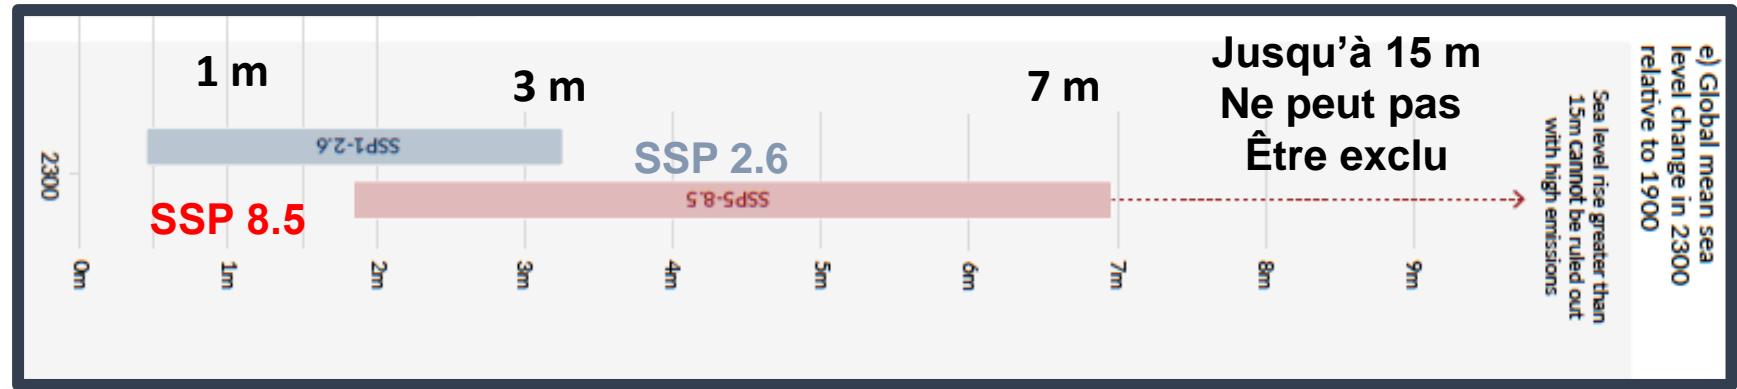 1 m
3 m
7 m
Jusqu'à 15 m
Ne peut pas
Être exclu
SSP1-2.6
SSP 2.6
SSP5-8.5
SSP 8.5
2300
0m
1m
2m
3m
4m
5m
6m
7m
8m
9m
Sea level rise greater than
15m cannot be ruled out
with high emissions
e) Global mean sea
level change in 2300
relative to 1900